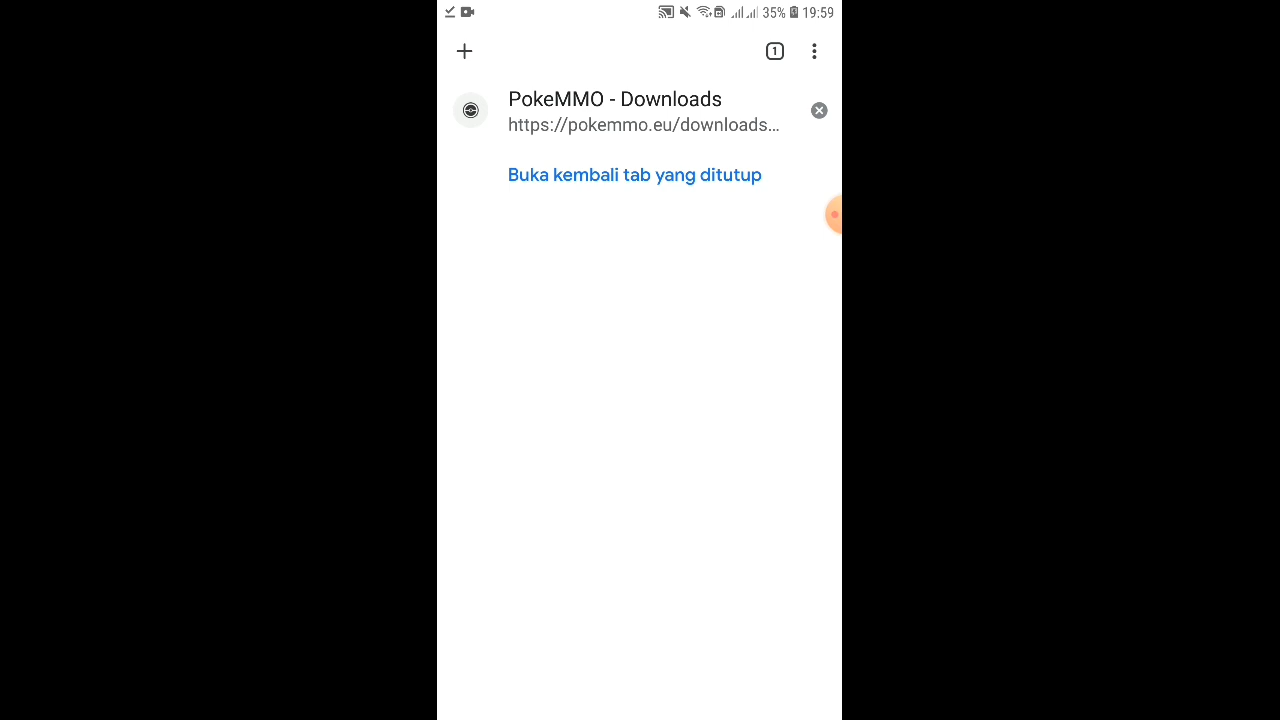 35% 19:59
1
PokeMMO - Downloads
https://pokemmo.eu/downloads...
Buka kembali tab yang ditutup